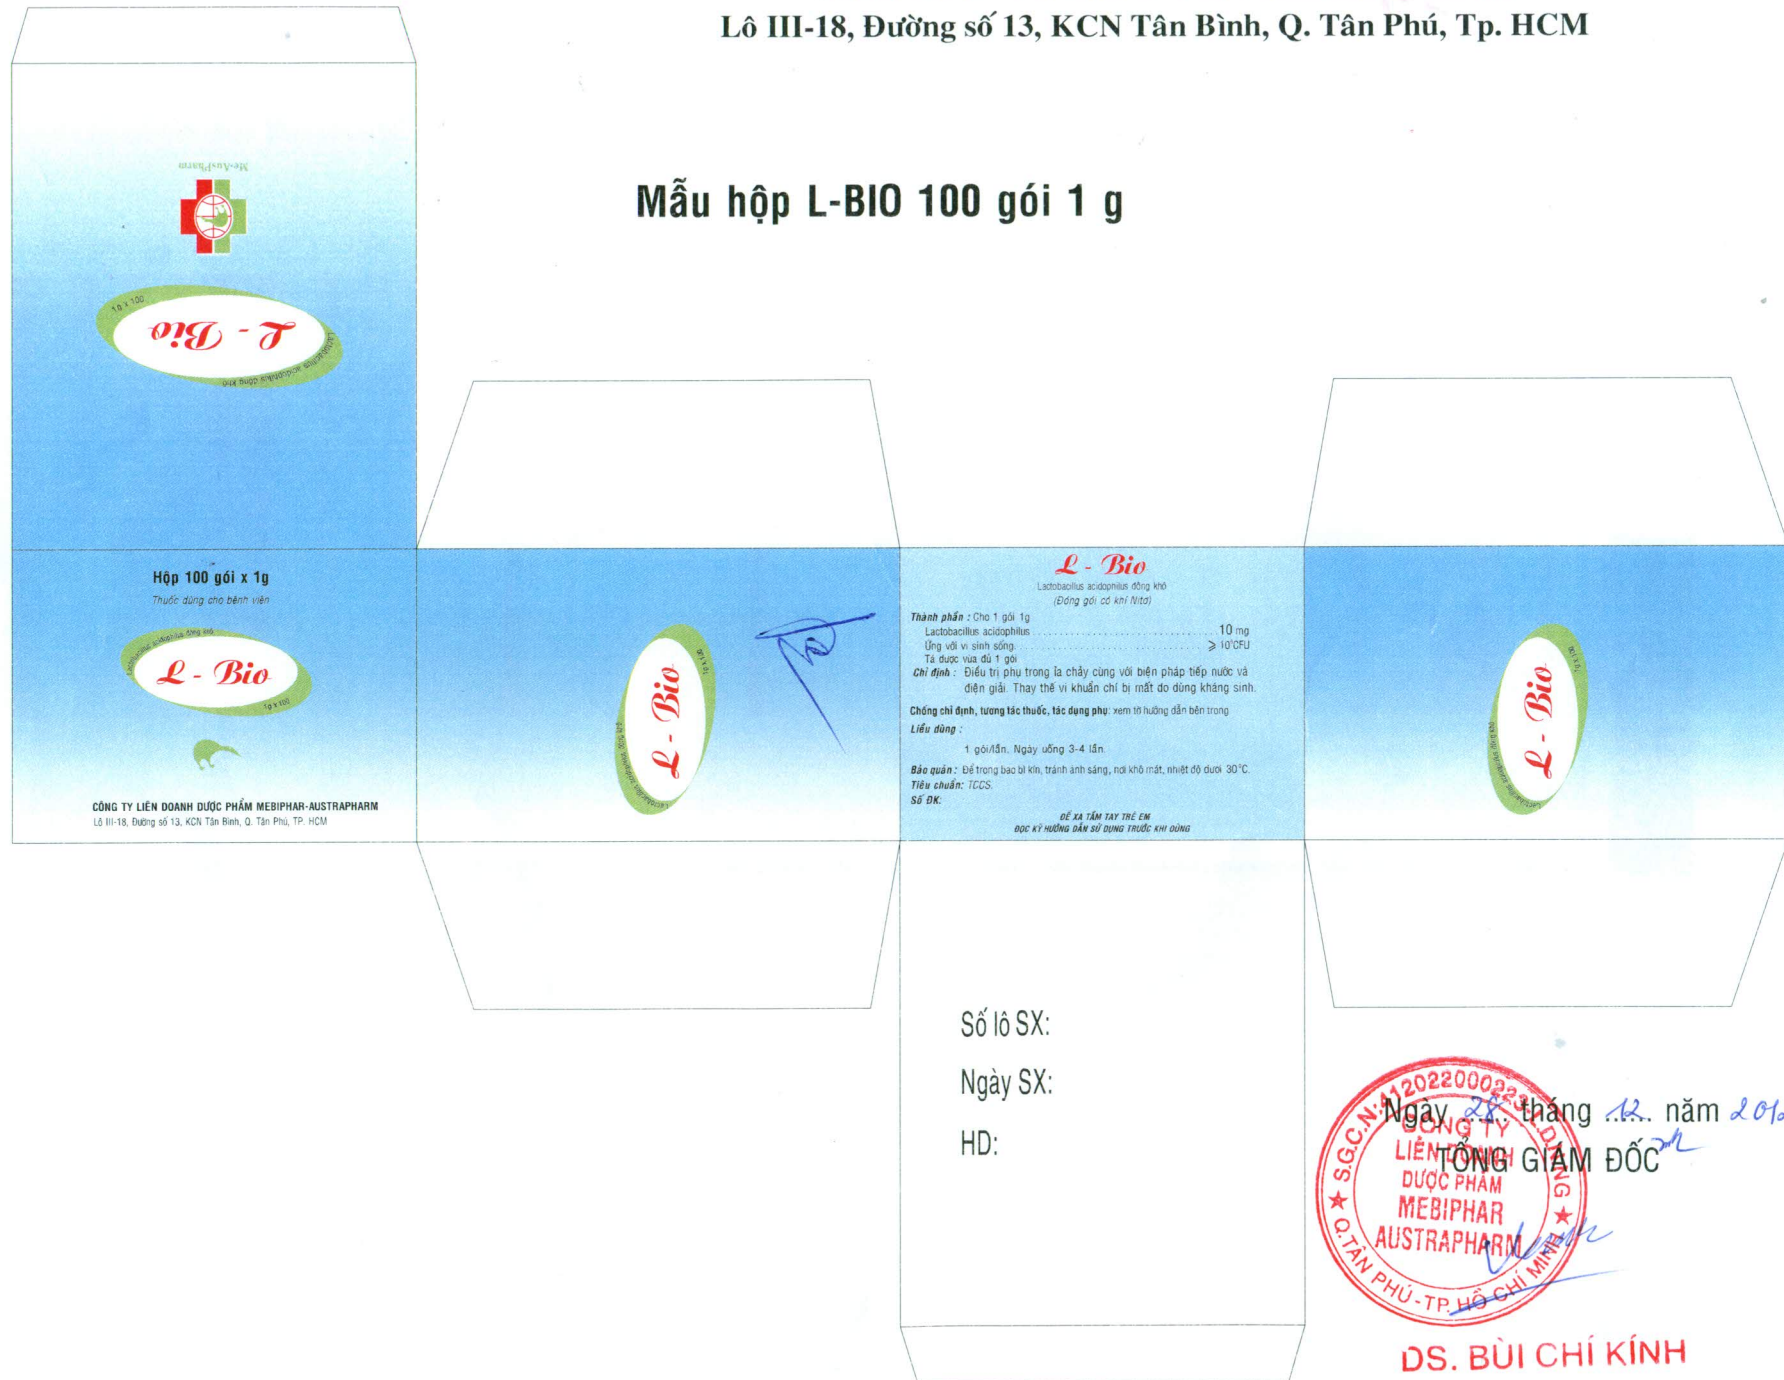 Lô III-18, Đường số 13, KCN Tân Bình, Q. Tân Phú, Tp. HCM
Mẫu hộp L-BIO 100 gói 1 g
Me-AusPharm
1g x 100
L - Bio
Lactobacillus acidophilus đông khô
Hộp 100 gói x 1g
Thuốc dùng cho bệnh viện
Lactobacillus acidophilus đông khô
L - Bio
1g x 100
CÔNG TY LIÊN DOANH DƯỢC PHẨM MEBIPHAR-AUSTRAPHARM
Lô III-18, Đường số 13, KCN Tân Bình, Q. Tân Phú, TP. HCM
Lactobacillus acidophilus đông khô
L - Bio
1g x 100
L - Bio
Lactobacillus acidophilus đông khô
(Đóng gói có khí Nitơ)
Thành phần : Cho 1 gói 1g
Lactobacillus acidophilus ........ 10 mg
Ứng với vi sinh sống ........ ⩾ 10⁸CFU
Tá dược vừa đủ 1 gói
Chỉ định : Điều trị phụ trong ỉa chảy cùng với biện pháp tiếp nước và
điện giải. Thay thế vi khuẩn chí bị mất do dùng kháng sinh.
Chống chỉ định, tương tác thuốc, tác dụng phụ: xem tờ hướng dẫn bên trong
Liều dùng :
1 gói/lần. Ngày uống 3-4 lần.
Bảo quản : Để trong bao bì kín, tránh ánh sáng, nơi khô mát, nhiệt độ dưới 30°C.
Tiêu chuẩn: TCCS.
Số ĐK:
ĐỂ XA TẦM TAY TRẺ EM
ĐỌC KỸ HƯỚNG DẪN SỬ DỤNG TRƯỚC KHI DÙNG
Lactobacillus acidophilus đông khô
L - Bio
1g x 100
Số lô SX:
Ngày SX:
HD:
Ngày 28 tháng 12 năm 2012
TỔNG GIÁM ĐỐC
CÔNG TY
LIÊN DOANH
DƯỢC PHẨM
MEBIPHAR
AUSTRAPHARM
Q.TÂN PHÚ-TP.HỒ CHÍ MINH
DS. BÙI CHÍ KÍNH